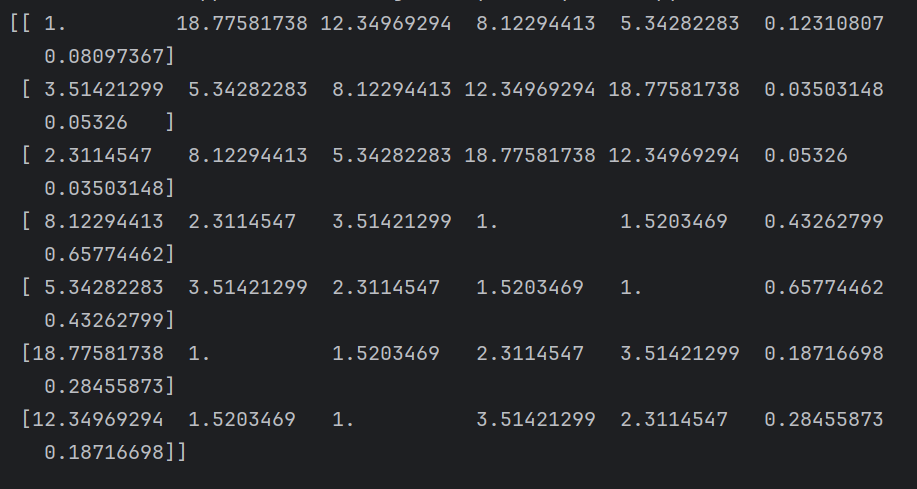 [[ 1.         18.77581738 12.34969294  8.12294413  5.34282283  0.12310807
   0.08097367]
 [ 3.51421299  5.34282283  8.12294413 12.34969294 18.77581738  0.03503148
   0.05326   ]
 [ 2.3114547   8.12294413  5.34282283 18.77581738 12.34969294  0.05326
   0.03503148]
 [ 8.12294413  2.3114547   3.51421299  1.          1.5203469   0.43262799
   0.65774462]
 [ 5.34282283  3.51421299  2.3114547   1.5203469   1.          0.65774462
   0.43262799]
 [18.77581738  1.          1.5203469   2.3114547   3.51421299  0.18716698
   0.28455873]
 [12.34969294  1.5203469   1.          3.51421299  2.3114547   0.28455873
   0.18716698]]